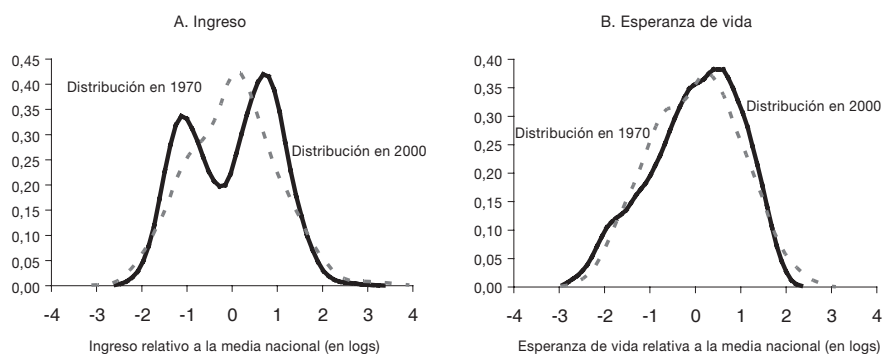 A. Ingreso
0,45
0,40
0,35
0,30
0,25
0,20
0,15
0,10
0,05
0,00
Distribución en 1970
Distribución en 2000
-4 -3 -2 -1 0 1 2 3 4
Ingreso relativo a la media nacional (en logs)
B. Esperanza de vida
0,40
0,35
0,30
0,25
0,20
0,15
0,10
0,05
0,00
Distribución en 2000
Distribución en 1970
-4 -3 -2 -1 0 1 2 3 4
Esperanza de vida relativa a la media nacional (en logs)